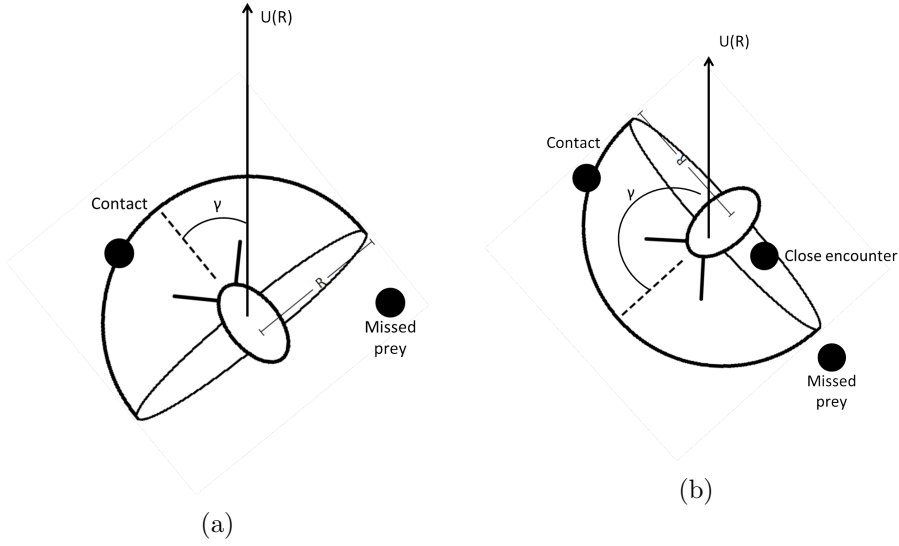 U(R)
Contact
γ
R
Missed
prey
(a)
U(R)
Contact
R
γ
Close encounter
Missed
prey
(b)